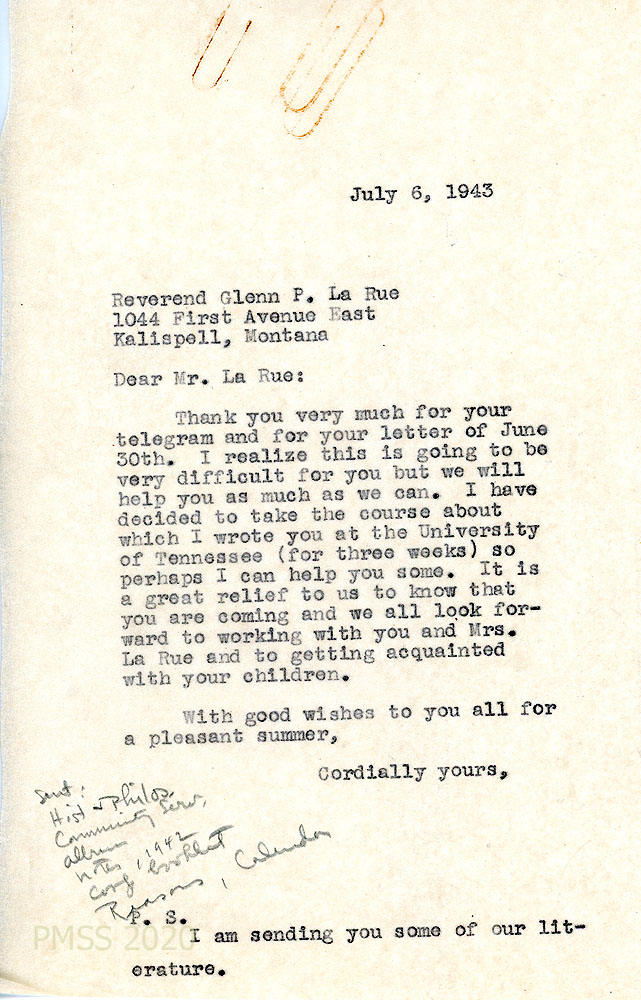 July 6, 1943
Reverend Glenn P. La Rue
1044 First Avenue East
Kalispell, Montana
Dear Mr. La Rue:
Thank you very much for your
telegram and for your letter of June
30th. I realize this is going to be
very difficult for you but we will
help you as much as we can. I have
decided to take the course about
which I wrote you at the University
of Tennessee (for three weeks) so
perhaps I can help you some. It is
a great relief to us to know that
you are coming and we all look for-
ward to working with you and Mrs.
La Rue and to getting acquainted
with your children.
With good wishes to you all for
a pleasant summer,
Cordially yours,
Sent:
Hist & Philos.
Community Serv.
album
notes, 1942
booklet
Reasons, Calendar
P. S.
I am sending you some of our lit-
erature.
PMSS 2020